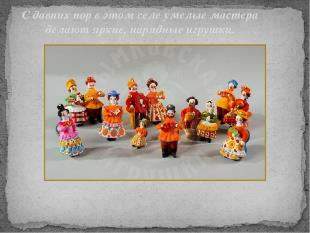 С давних пор в этом селе умелые мастера
делают яркие, нарядные игрушки.